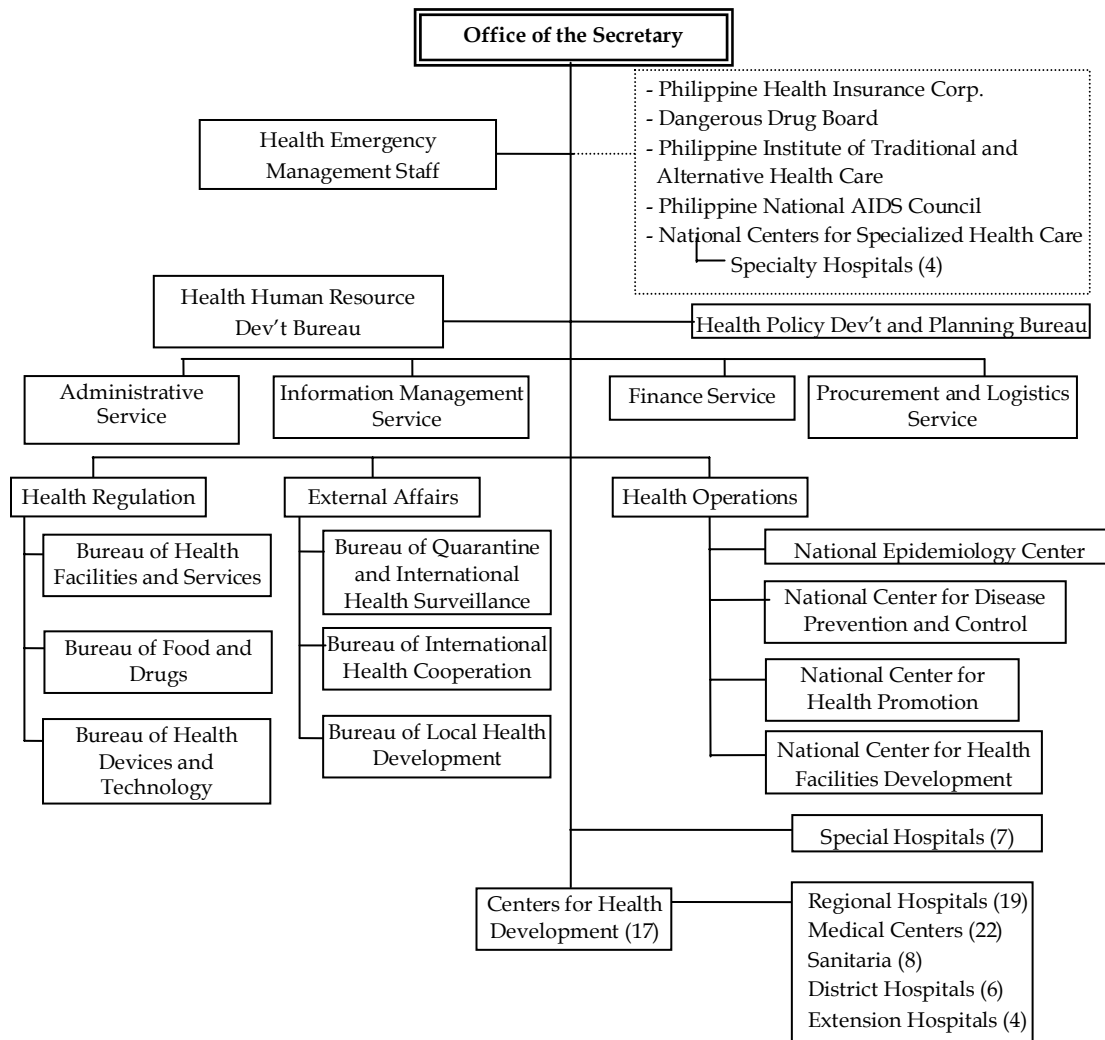 Office of the Secretary
- Philippine Health Insurance Corp.
- Dangerous Drug Board
- Philippine Institute of Traditional and
Alternative Health Care
- Philippine National AIDS Council
- National Centers for Specialized Health Care
Specialty Hospitals (4)
Health Emergency
Management Staff
Health Human Resource
Dev't Bureau
Health Policy Dev't and Planning Bureau
Administrative
Service
Information Management
Service
Finance Service
Procurement and Logistics
Service
Health Regulation
Bureau of Health
Facilities and Services
Bureau of Food and
Drugs
Bureau of Health
Devices and
Technology
External Affairs
Bureau of Quarantine
and International
Health Surveillance
Bureau of International
Health Cooperation
Bureau of Local Health
Development
Health Operations
National Epidemiology Center
National Center for Disease
Prevention and Control
National Center for
Health Promotion
National Center for Health
Facilities Development
Special Hospitals (7)
Centers for Health
Development (17)
Regional Hospitals (19)
Medical Centers (22)
Sanitaria (8)
District Hospitals (6)
Extension Hospitals (4)